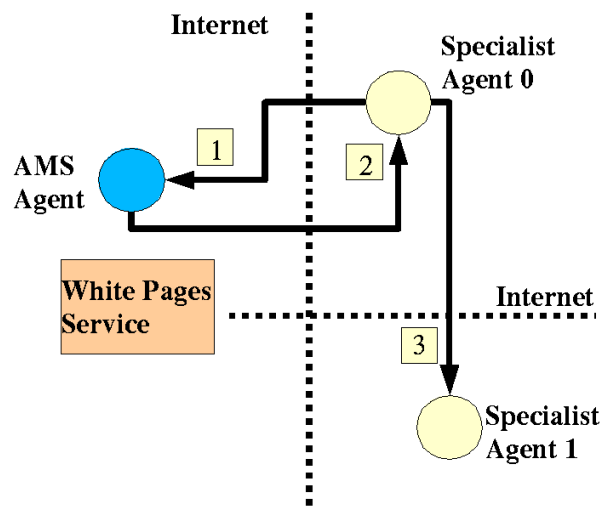 Internet
Specialist
Agent 0
1
2
AMS
Agent
White Pages
Service
Internet
3
Specialist
Agent 1